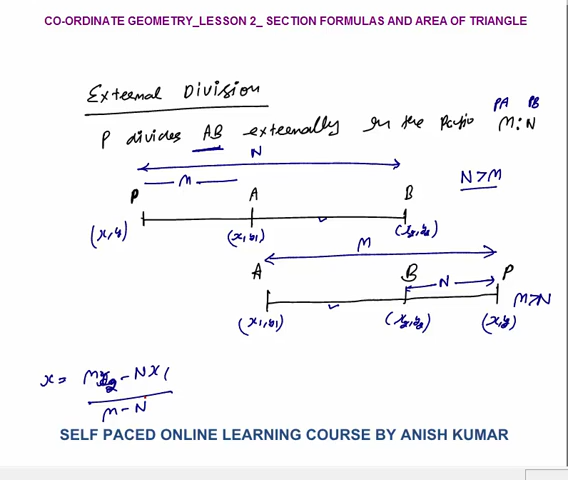 CO-ORDINATE GEOMETRY_LESSON 2_ SECTION FORMULAS AND AREA OF TRIANGLE
External Division
PA PB
P divides AB externally in the Ratio M:N
N
N>M
M
P A B
(x,y) (x1,y1) (x2,y2)
M
A B P
N
M>N
(x1,y1) (x2,y2) (x,y)
x = Mx2 - NX1
M-N
SELF PACED ONLINE LEARNING COURSE BY ANISH KUMAR